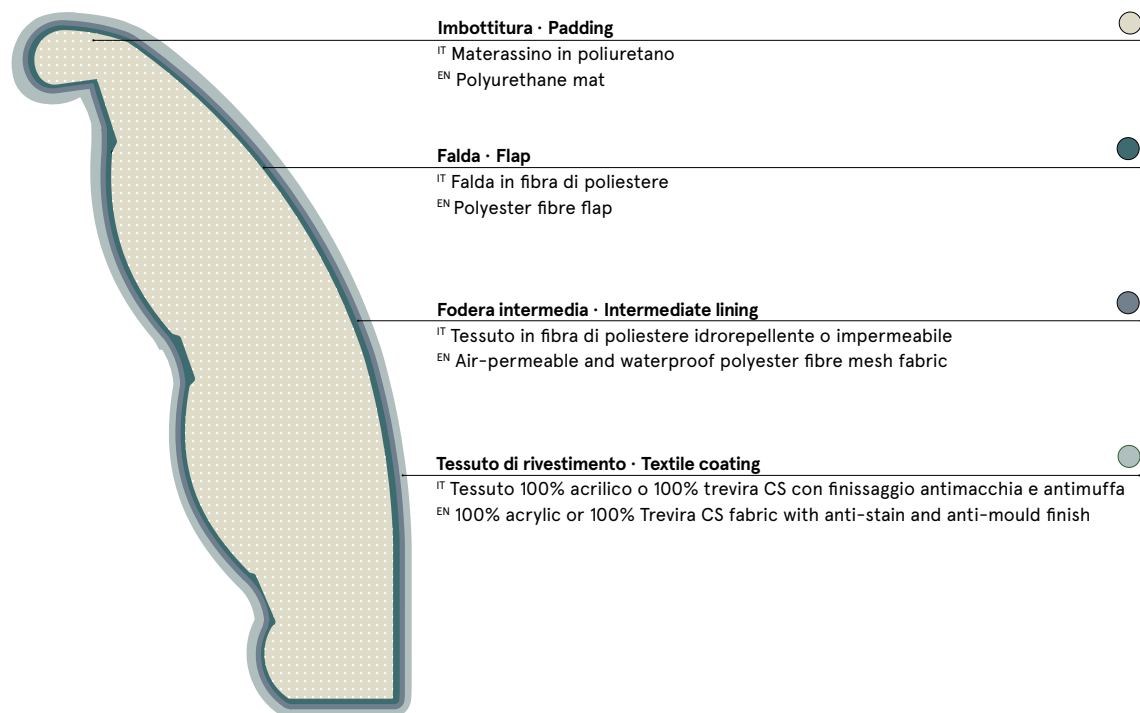 Imbottitura · Padding
IT Materassino in poliuretano
EN Polyurethane mat
Falda · Flap
IT Falda in fibra di poliestere
EN Polyester fibre flap
Fodera intermedia · Intermediate lining
IT Tessuto in fibra di poliestere idrorepellente o impermeabile
EN Air-permeable and waterproof polyester fibre mesh fabric
Tessuto di rivestimento · Textile coating
IT Tessuto 100% acrilico o 100% trevira CS con finissaggio antimacchia e antimuffa
EN 100% acrylic or 100% Trevira CS fabric with anti-stain and anti-mould finish